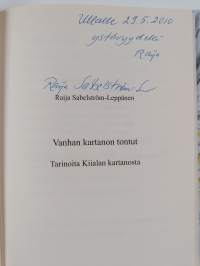 Ullalle 29.5.2010
ystävyydellä
Raija
Raija Sabelström-L
Raija Sabelström-Leppänen
Vanhan kartanon tontut
Tarinoita Kiialan kartanosta